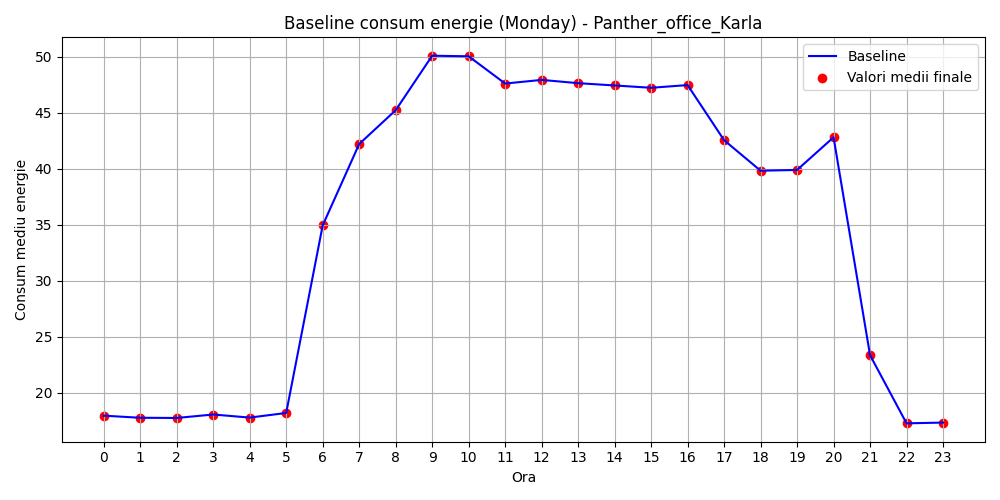 Baseline consum energie (Monday) - Panther_office_Karla
Baseline
Valori medii finale
Consum mediu energie
50
45
40
35
30
25
20
0 1 2 3 4 5 6 7 8 9 10 11 12 13 14 15 16 17 18 19 20 21 22 23
Ora